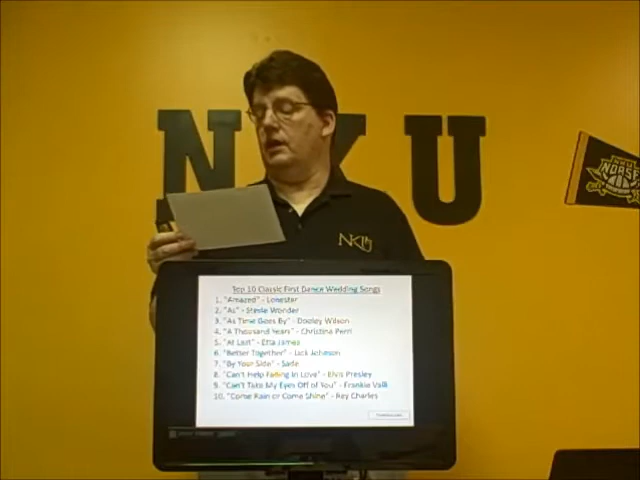 NKU
NKU
NORSE
Top 10 Classic First Dance Wedding Songs
1. "Amazed" - Lonestar
2. "As" - Stevie Wonder
3. "As Time Goes By" - Dooley Wilson
4. "A Thousand Years" - Christina Perri
5. "At Last" - Etta James
6. "Better Together" - Jack Johnson
7. "By Your Side" - Sade
8. "Can't Help Falling In Love" - Elvis Presley
9. "Can't Take My Eyes Off of You" - Frankie Valli
10. "Come Rain or Come Shine" - Ray Charles